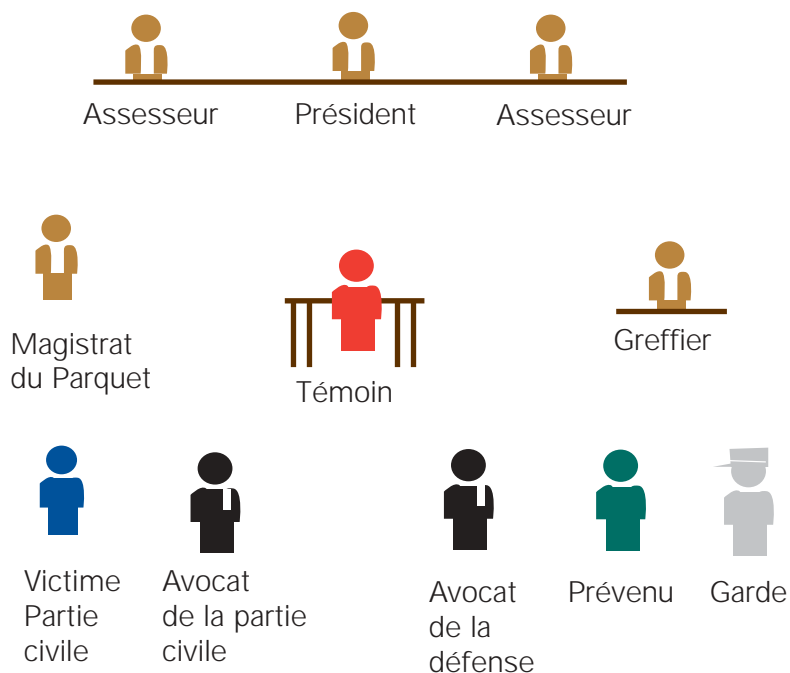 Assesseur
Président
Assesseur
Magistrat
du Parquet
Témoin
Greffier
Victime
Partie
civile
Avocat
de la partie
civile
Avocat
de la
défense
Prévenu
Garde